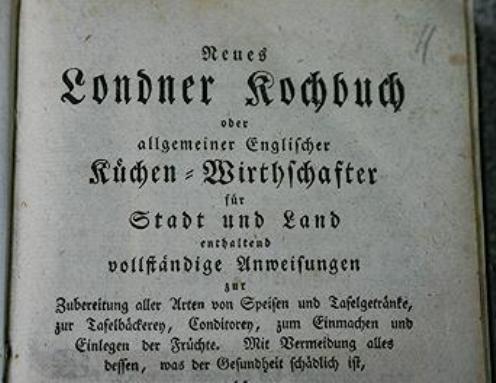 Neues
Londner Kochbuch
oder
allgemeiner Engliſcher
Küchen-Wirthſchafter
für
Stadt und Land
enthaltend
vollſtändige Anweiſungen
zur
Zubereitung aller Arten von Speiſen und Tafelgetränke,
zur Tafelbäckerey, Conditorey, zum Einmachen und
Einlegen der Früchte. Mit Vermeidung alles
deſſen, was der Geſundheit ſchädlich iſt,